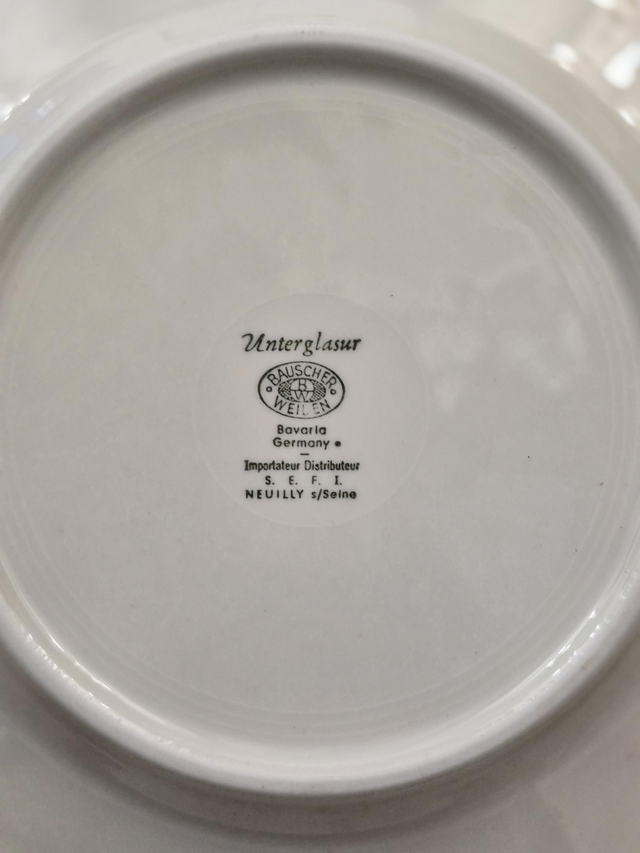 Unterglasur
BAUSCHER
B
W
WEIDEN
Bavaria
Germany
Importateur Distributeur
S. E. F. I.
NEUILLY s/Seine